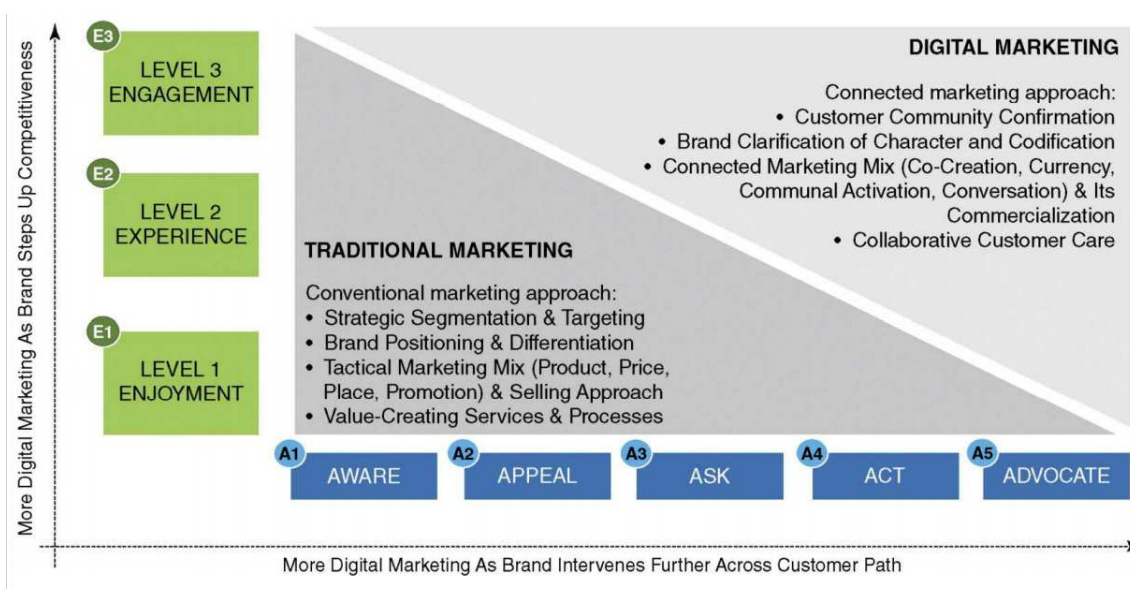 More Digital Marketing As Brand Steps Up Competitiveness
E3
LEVEL 3
ENGAGEMENT
E2
LEVEL 2
EXPERIENCE
E1
LEVEL 1
ENJOYMENT
DIGITAL MARKETING
Connected marketing approach:
• Customer Community Confirmation
• Brand Clarification of Character and Codification
• Connected Marketing Mix (Co-Creation, Currency,
Communal Activation, Conversation) & Its
Commercialization
• Collaborative Customer Care
TRADITIONAL MARKETING
Conventional marketing approach:
• Strategic Segmentation & Targeting
• Brand Positioning & Differentiation
• Tactical Marketing Mix (Product, Price,
Place, Promotion) & Selling Approach
• Value-Creating Services & Processes
A1
AWARE
A2
APPEAL
A3
ASK
A4
ACT
A5
ADVOCATE
More Digital Marketing As Brand Intervenes Further Across Customer Path